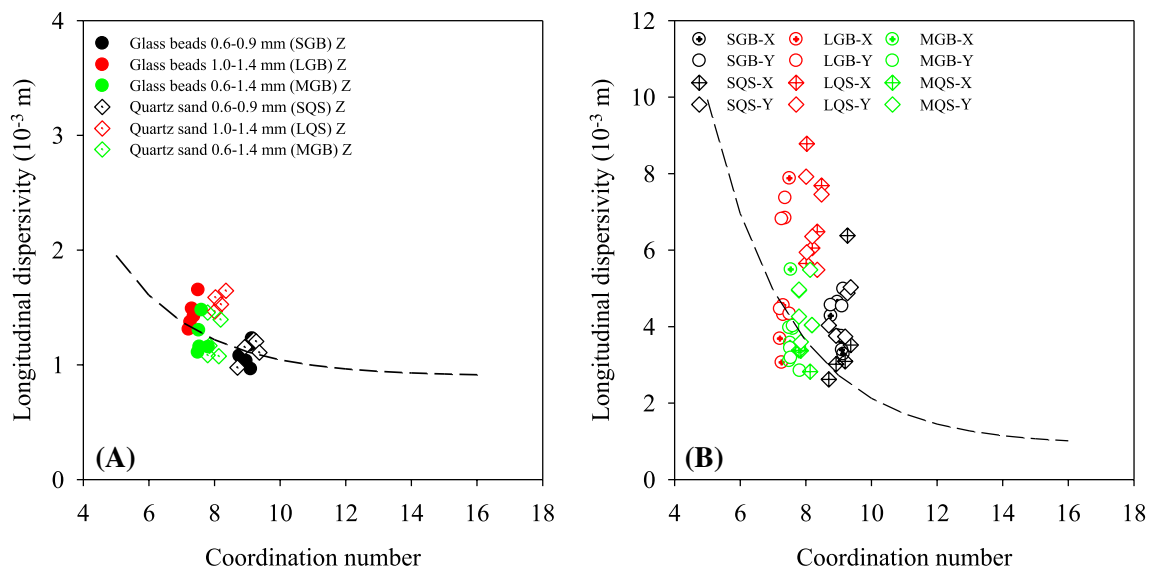 4
3
2
1
0
Longitudinal dispersivity (10⁻³ m)
Glass beads 0.6-0.9 mm (SGB) Z
Glass beads 1.0-1.4 mm (LGB) Z
Glass beads 0.6-1.4 mm (MGB) Z
Quartz sand 0.6-0.9 mm (SQS) Z
Quartz sand 1.0-1.4 mm (LQS) Z
Quartz sand 0.6-1.4 mm (MGB) Z
(A)
4 6 8 10 12 14 16 18
Coordination number
12
10
8
6
4
2
0
Longitudinal dispersivity (10⁻³ m)
SGB-X LGB-X MGB-X
SGB-Y LGB-Y MGB-Y
SQS-X LQS-X MQS-X
SQS-Y LQS-Y MQS-Y
(B)
4 6 8 10 12 14 16 18
Coordination number